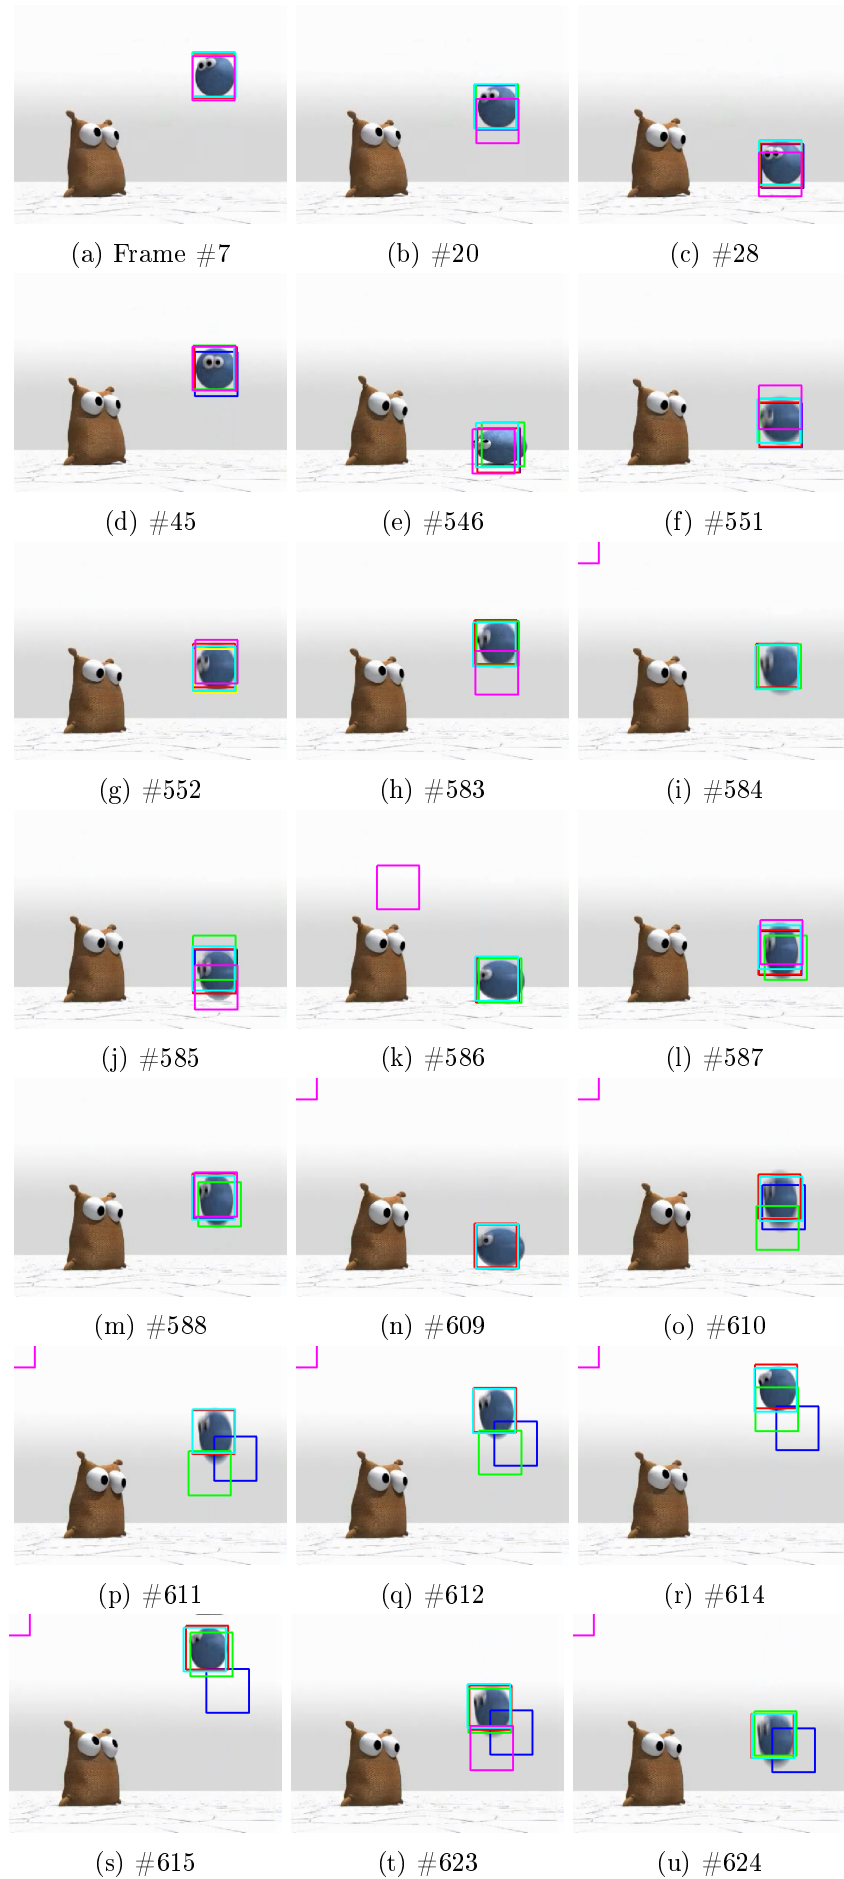 (a) Frame #7 (b) #20 (c) #28
(d) #45 (e) #546 (f) #551
(g) #552 (h) #583 (i) #584
(j) #585 (k) #586 (l) #587
(m) #588 (n) #609 (o) #610
(p) #611 (q) #612 (r) #614
(s) #615 (t) #623 (u) #624